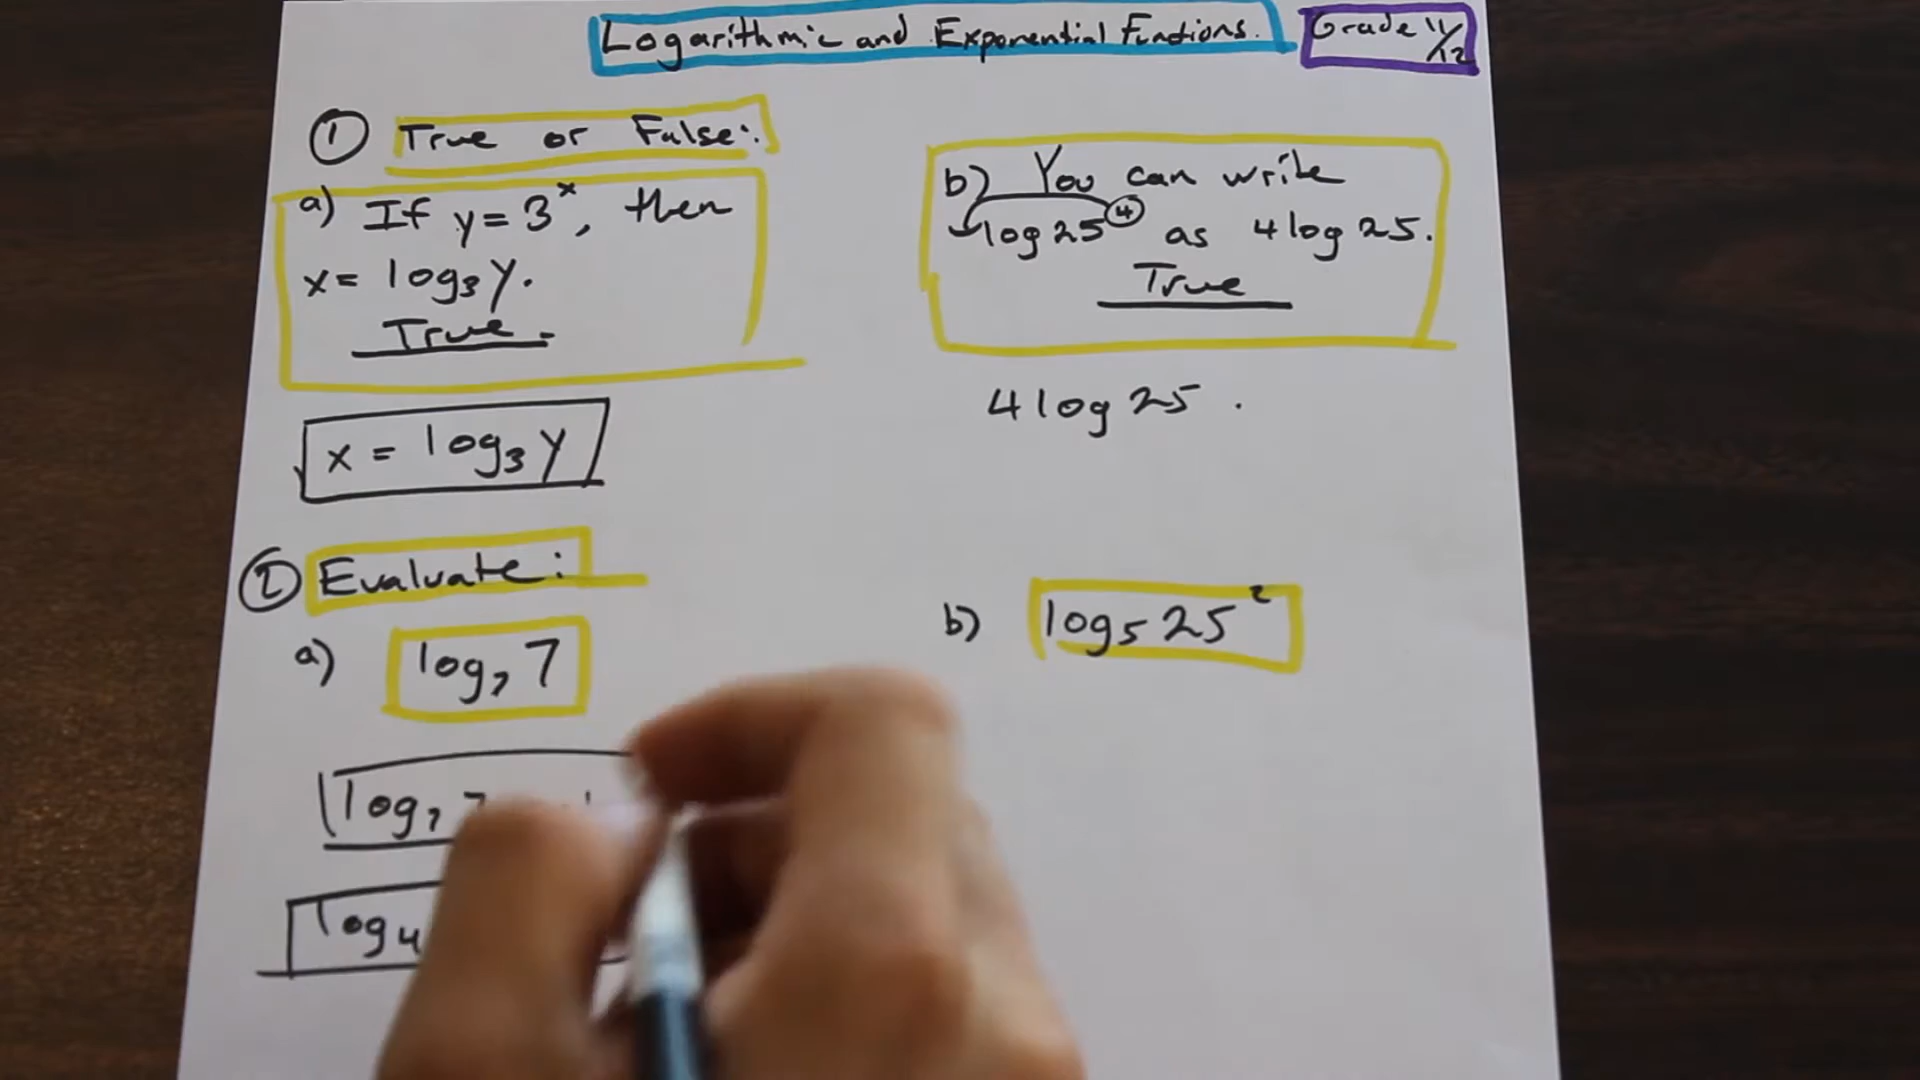 Logarithmic and Exponential Functions.
Grade 11/12
① True or False:
a) If y = 3ˣ, then
x = log₃ y.
True.
x = log₃ y
b) You can write
log 25⁴ as 4 log 25.
True
4 log 25.
② Evaluate:
a) log₇ 7
log₇
log₄
b) log₅ 25²